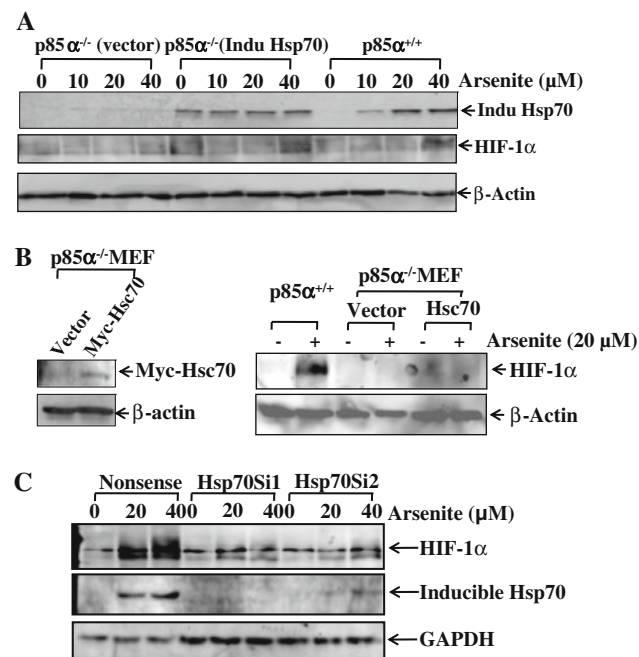 A
p85α-/- (vector) p85α-/-(Indu Hsp70) p85α+/+
0 10 20 40 0 10 20 40 0 10 20 40 Arsenite (μM)
Indu Hsp70
HIF-1α
β-Actin
B
p85α-/-MEF
Vector
Myc-Hsc70
Myc-Hsc70
β-actin
p85α+/+
p85α-/-MEF
Vector Hsc70
- + - + - + Arsenite (20 μM)
HIF-1α
β-Actin
C
Nonsense Hsp70Si1 Hsp70Si2
0 20 40 0 20 40 0 20 40 Arsenite (μM)
HIF-1α
Inducible Hsp70
GAPDH